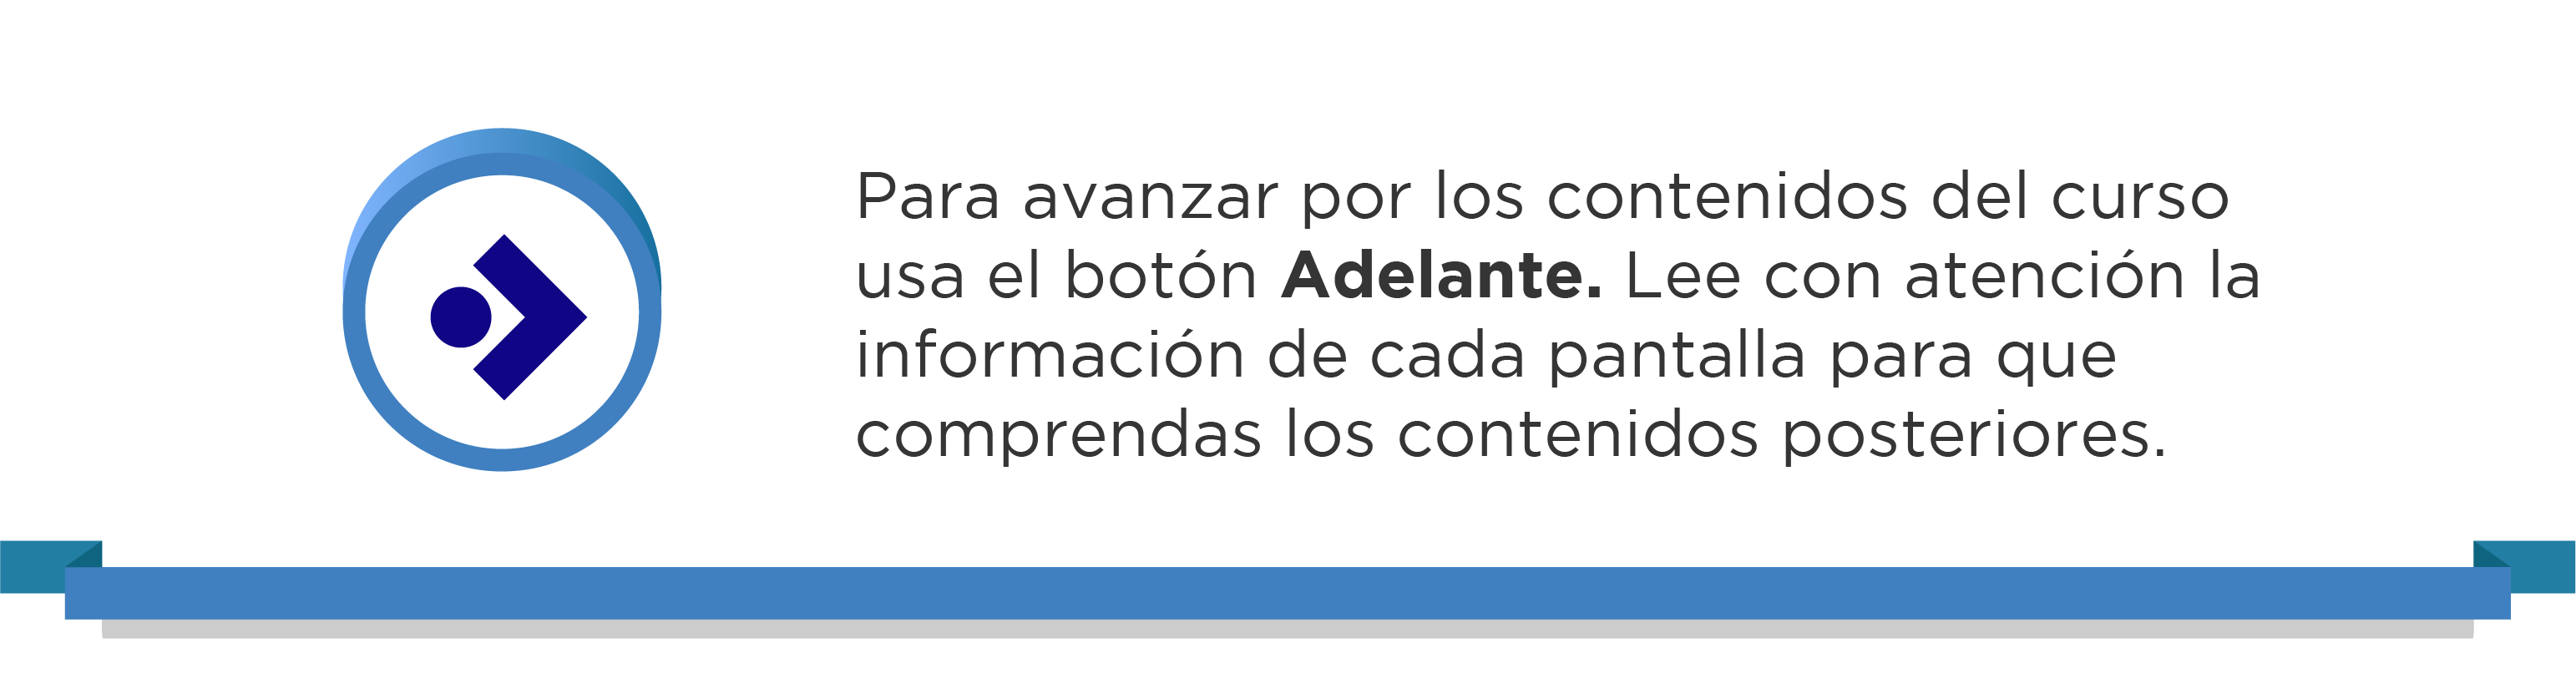 Para avanzar por los contenidos del curso
usa el botón Adelante. Lee con atención la
información de cada pantalla para que
comprendas los contenidos posteriores.